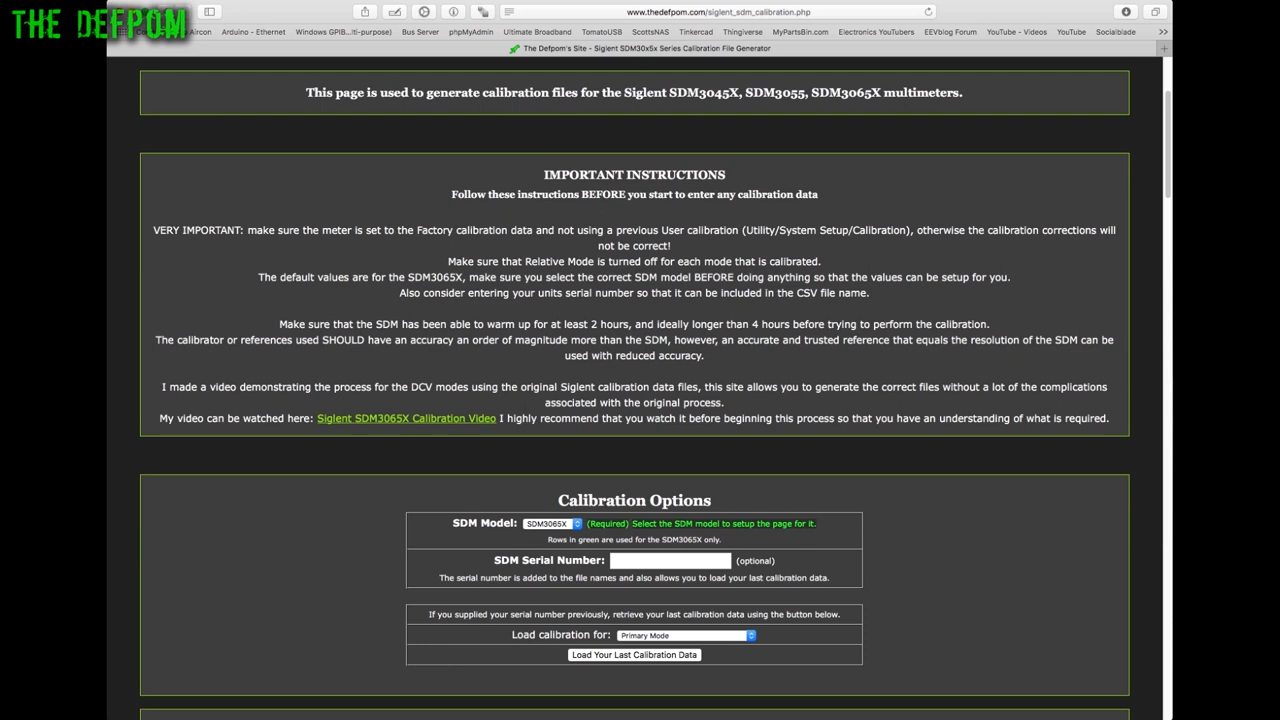 THE DEFPOM
www.thedefpom.com/siglent_sdm_calibration.php
Aircon Arduino - Ethernet Windows GPIB...ti-purpose) Bus Server phpMyAdmin Ultimate Broadband TomatoUSB ScottsNAS Tinkercad Thingiverse MyPartsBin.com Electronics YouTubers EEVblog Forum YouTube - Videos YouTube Socialblade
The Defpom's Site - Siglent SDM30x5x Series Calibration File Generator
This page is used to generate calibration files for the Siglent SDM3045X, SDM3055, SDM3065X multimeters.
IMPORTANT INSTRUCTIONS
Follow these instructions BEFORE you start to enter any calibration data
VERY IMPORTANT: make sure the meter is set to the Factory calibration data and not using a previous User calibration (Utility/System Setup/Calibration), otherwise the calibration corrections will
not be correct!
Make sure that Relative Mode is turned off for each mode that is calibrated.
The default values are for the SDM3065X, make sure you select the correct SDM model BEFORE doing anything so that the values can be setup for you.
Also consider entering your units serial number so that it can be included in the CSV file name.
Make sure that the SDM has been able to warm up for at least 2 hours, and ideally longer than 4 hours before trying to perform the calibration.
The calibrator or references used SHOULD have an accuracy an order of magnitude more than the SDM, however, an accurate and trusted reference that equals the resolution of the SDM can be
used with reduced accuracy.
I made a video demonstrating the process for the DCV modes using the original Siglent calibration data files, this site allows you to generate the correct files without a lot of the complications
associated with the original process.
My video can be watched here: Siglent SDM3065X Calibration Video I highly recommend that you watch it before beginning this process so that you have an understanding of what is required.
Calibration Options
SDM Model: SDM3065X (Required) Select the SDM model to setup the page for it.
Rows in green are used for the SDM3065X only.
SDM Serial Number: (optional)
The serial number is added to the file names and also allows you to load your last calibration data.
If you supplied your serial number previously, retrieve your last calibration data using the button below.
Load calibration for: Primary Mode
Load Your Last Calibration Data